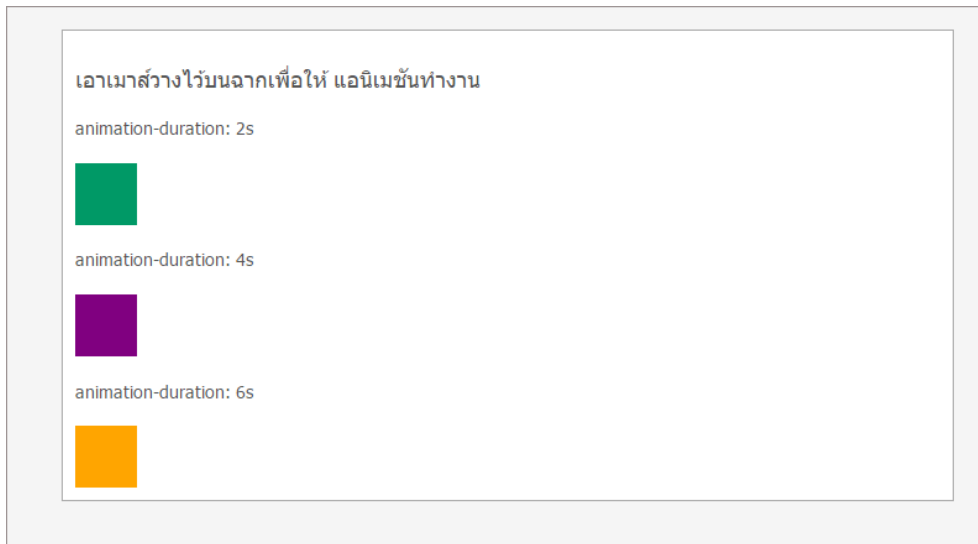 เอาเมาส์วางไว้บนฉากเพื่อให้ แอนิเมชันทำงาน
animation-duration: 2s
animation-duration: 4s
animation-duration: 6s